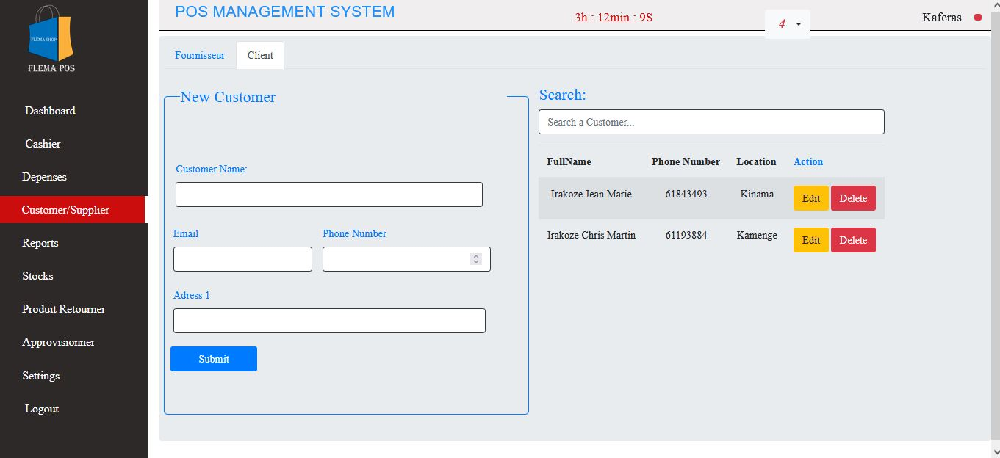 FLEMA SHOP
FLEMA POS
Dashboard
Cashier
Depenses
Customer/Supplier
Reports
Stocks
Produit Retourner
Approvisionner
Settings
Logout
POS MANAGEMENT SYSTEM
3h : 12min : 9S
4
Kaferas
Fournisseur Client
New Customer
Customer Name:
Email Phone Number
Adress 1
Submit
Search:
Search a Customer...
FullName Phone Number Location Action
Irakoze Jean Marie 61843493 Kinama Edit Delete
Irakoze Chris Martin 61193884 Kamenge Edit Delete